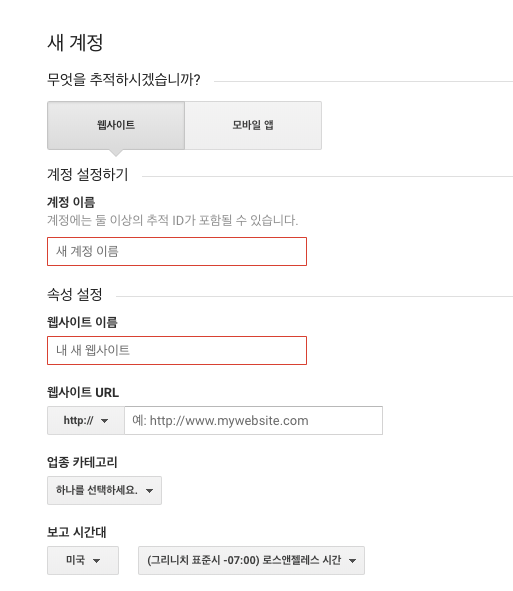 새 계정
무엇을 추적하시겠습니까?
웹사이트 모바일 앱
계정 설정하기
계정 이름
계정에는 둘 이상의 추적 ID가 포함될 수 있습니다.
새 계정 이름
속성 설정
웹사이트 이름
내 새 웹사이트
웹사이트 URL
http:// 예: http://www.mywebsite.com
업종 카테고리
하나를 선택하세요.
보고 시간대
미국 (그리니치 표준시 -07:00) 로스앤젤레스 시간